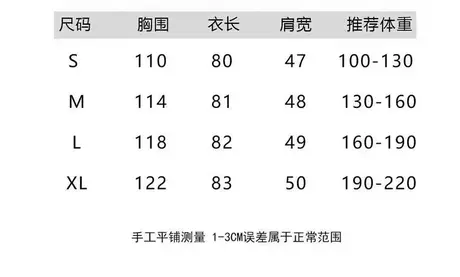 尺码 胸围 衣长 肩宽 推荐体重
S 110 80 47 100-130
M 114 81 48 130-160
L 118 82 49 160-190
XL 122 83 50 190-220
手工平铺测量 1-3CM误差属于正常范围